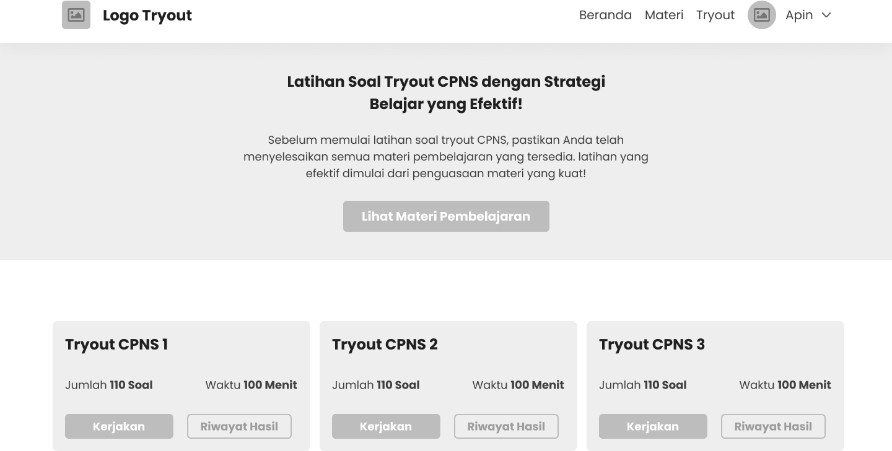 Logo Tryout
Beranda Materi Tryout Apin
Latihan Soal Tryout CPNS dengan Strategi
Belajar yang Efektif!
Sebelum memulai latihan soal tryout CPNS, pastikan Anda telah
menyelesaikan semua materi pembelajaran yang tersedia. latihan yang
efektif dimulai dari penguasaan materi yang kuat!
Lihat Materi Pembelajaran
Tryout CPNS 1
Jumlah 110 Soal Waktu 100 Menit
Kerjakan Riwayat Hasil
Tryout CPNS 2
Jumlah 110 Soal Waktu 100 Menit
Kerjakan Riwayat Hasil
Tryout CPNS 3
Jumlah 110 Soal Waktu 100 Menit
Kerjakan Riwayat Hasil